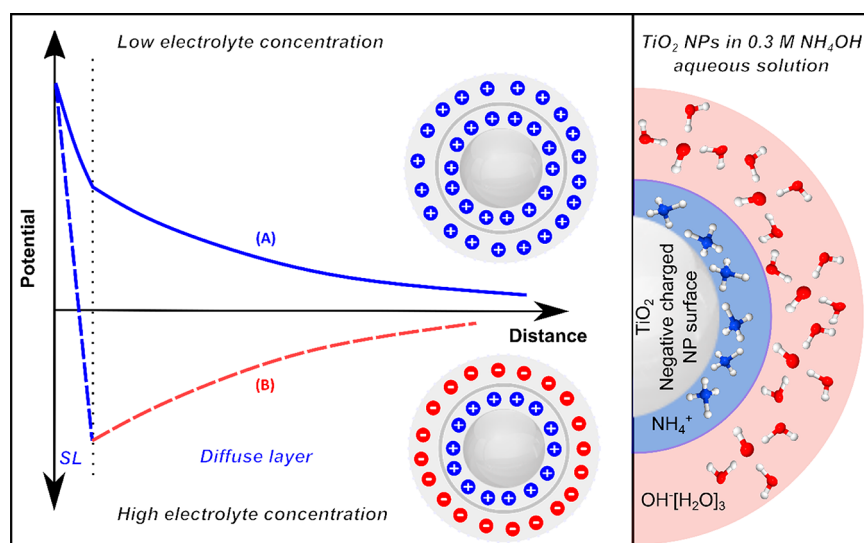 Low electrolyte concentration
Potential
(A)
Distance
(B)
SL
Diffuse layer
High electrolyte concentration
TiO₂ NPs in 0.3 M NH₄OH
aqueous solution
TiO₂
Negative charged
NP surface
NH₄⁺
OH⁻[H₂O]₃